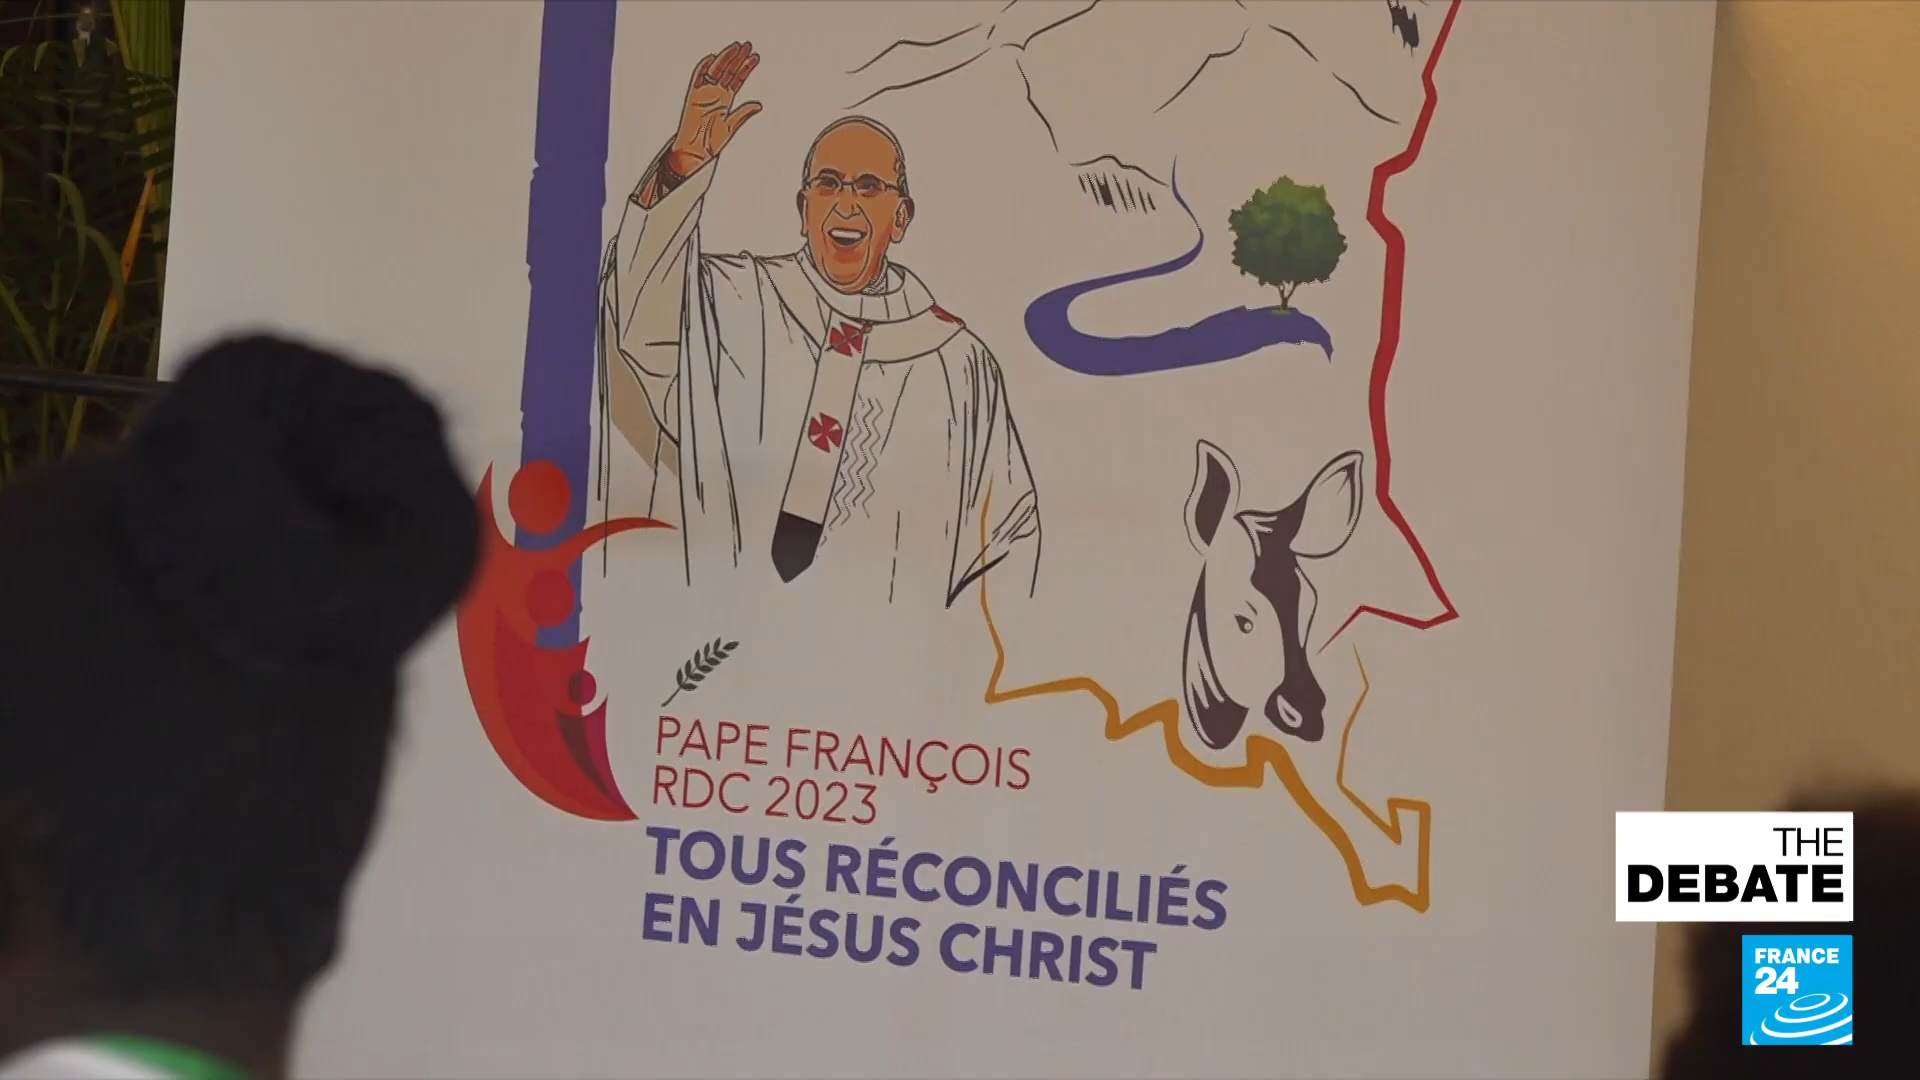 PAPE FRANÇOIS
RDC 2023
TOUS RÉCONCILIÉS
EN JÉSUS CHRIST
THE
DEBATE
FRANCE
24